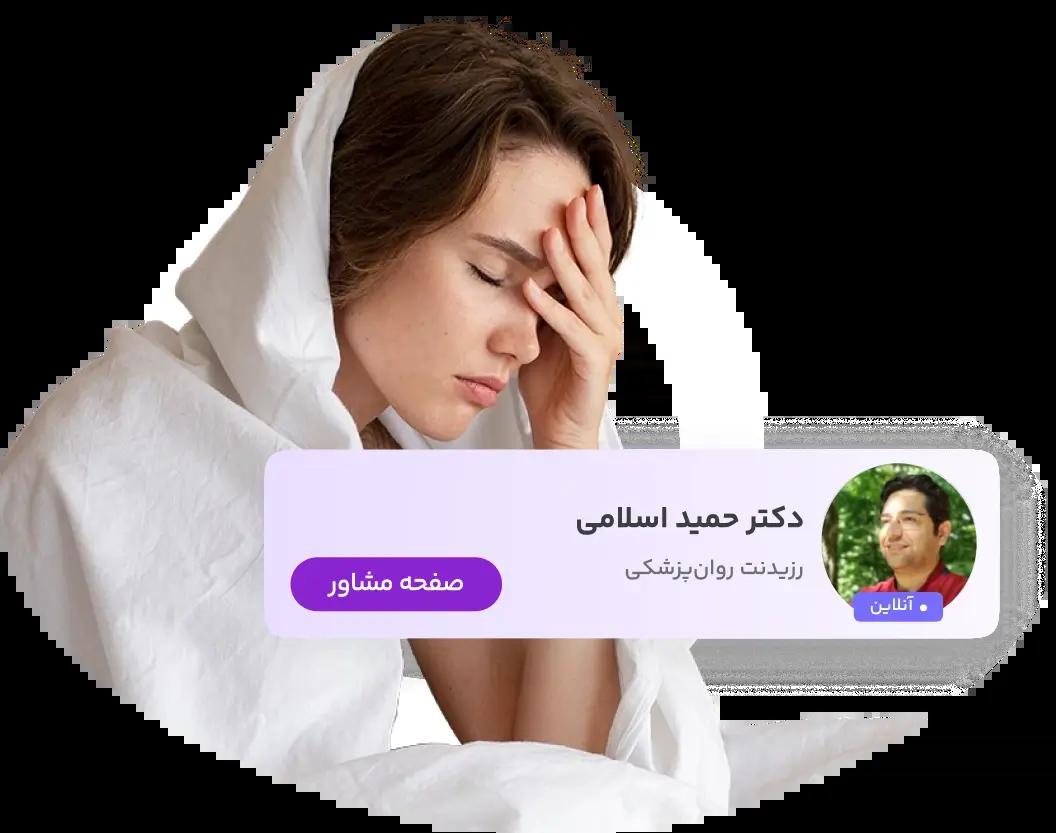 دکتر حمید اسلامی
رزیدنت روان‌پزشکی
آنلاین
صفحه مشاور